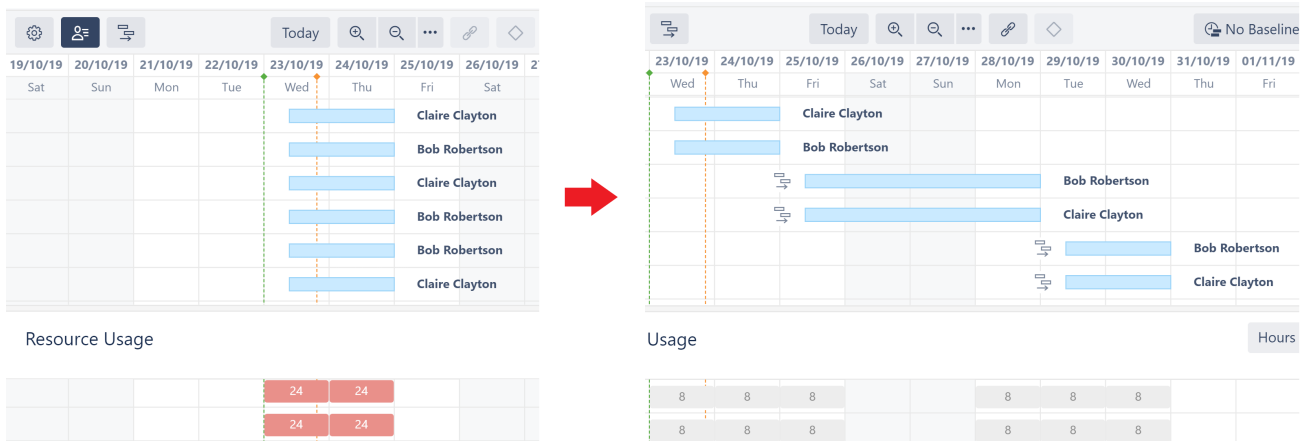 Today
19/10/19 20/10/19 21/10/19 22/10/19 23/10/19 24/10/19 25/10/19 26/10/19
Sat Sun Mon Tue Wed Thu Fri Sat
Claire Clayton
Bob Robertson
Claire Clayton
Bob Robertson
Bob Robertson
Claire Clayton
Resource Usage
24 24
24 24
Today No Baseline
23/10/19 24/10/19 25/10/19 26/10/19 27/10/19 28/10/19 29/10/19 30/10/19 31/10/19 01/11/19
Wed Thu Fri Sat Sun Mon Tue Wed Thu Fri
Claire Clayton
Bob Robertson
Bob Robertson
Claire Clayton
Bob Robertson
Claire Clayton
Usage Hours
8 8 8 8 8 8
8 8 8 8 8 8